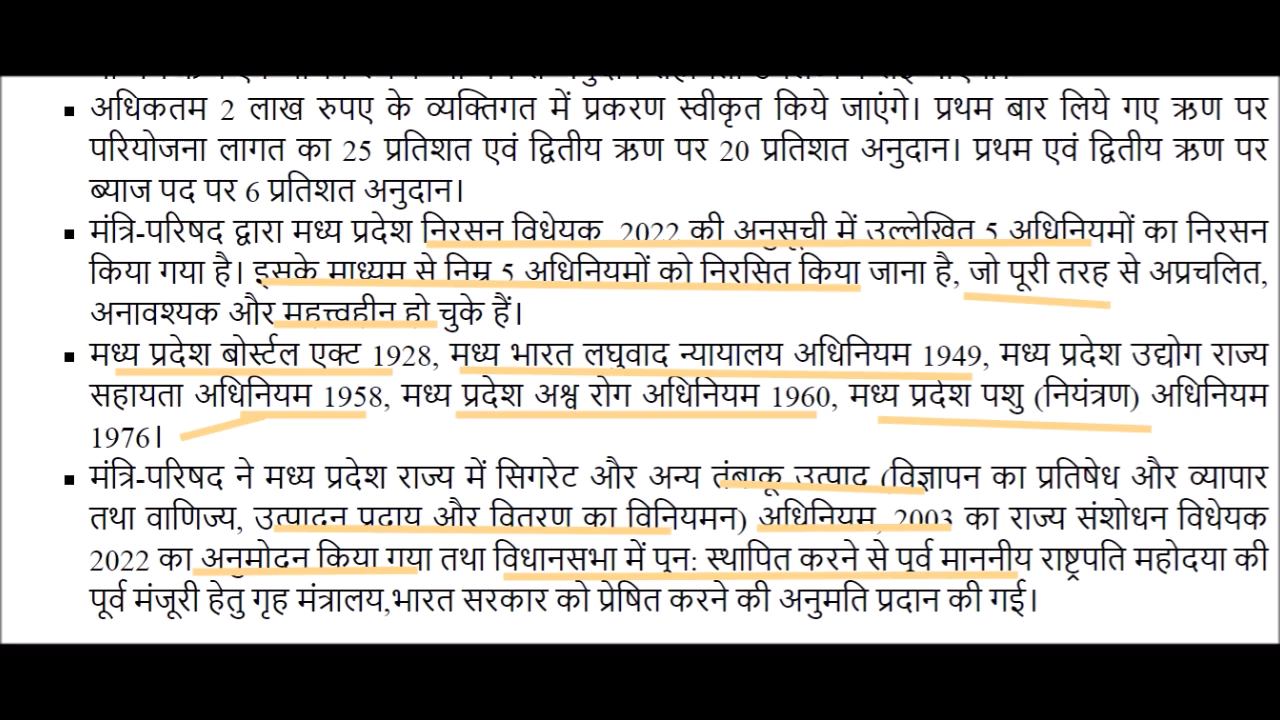 अधिकतम 2 लाख रुपए के व्यक्तिगत में प्रकरण स्वीकृत किये जाएंगे। प्रथम बार लिये गए ऋण पर
परियोजना लागत का 25 प्रतिशत एवं द्वितीय ऋण पर 20 प्रतिशत अनुदान। प्रथम एवं द्वितीय ऋण पर
ब्याज पद पर 6 प्रतिशत अनुदान।
मंत्रि-परिषद द्वारा मध्य प्रदेश निरसन विधेयक 2022 की अनुसूची में उल्लेखित 5 अधिनियमों का निरसन
किया गया है। इसके माध्यम से निम्न 5 अधिनियमों को निरसित किया जाना है, जो पूरी तरह से अप्रचलित,
अनावश्यक और महत्त्वहीन हो चुके हैं।
मध्य प्रदेश बोर्स्टल एक्ट 1928, मध्य भारत लघुवाद न्यायालय अधिनियम 1949, मध्य प्रदेश उद्योग राज्य
सहायता अधिनियम 1958, मध्य प्रदेश अश्व रोग अधिनियम 1960, मध्य प्रदेश पशु (नियंत्रण) अधिनियम
1976।
मंत्रि-परिषद ने मध्य प्रदेश राज्य में सिगरेट और अन्य तंबाकू उत्पाद (विज्ञापन का प्रतिषेध और व्यापार
तथा वाणिज्य, उत्पादन प्रदाय और वितरण का विनियमन) अधिनियम, 2003 का राज्य संशोधन विधेयक
2022 का अनुमोदन किया गया तथा विधानसभा में पुन: स्थापित करने से पूर्व माननीय राष्ट्रपति महोदया की
पूर्व मंजूरी हेतु गृह मंत्रालय,भारत सरकार को प्रेषित करने की अनुमति प्रदान की गई।